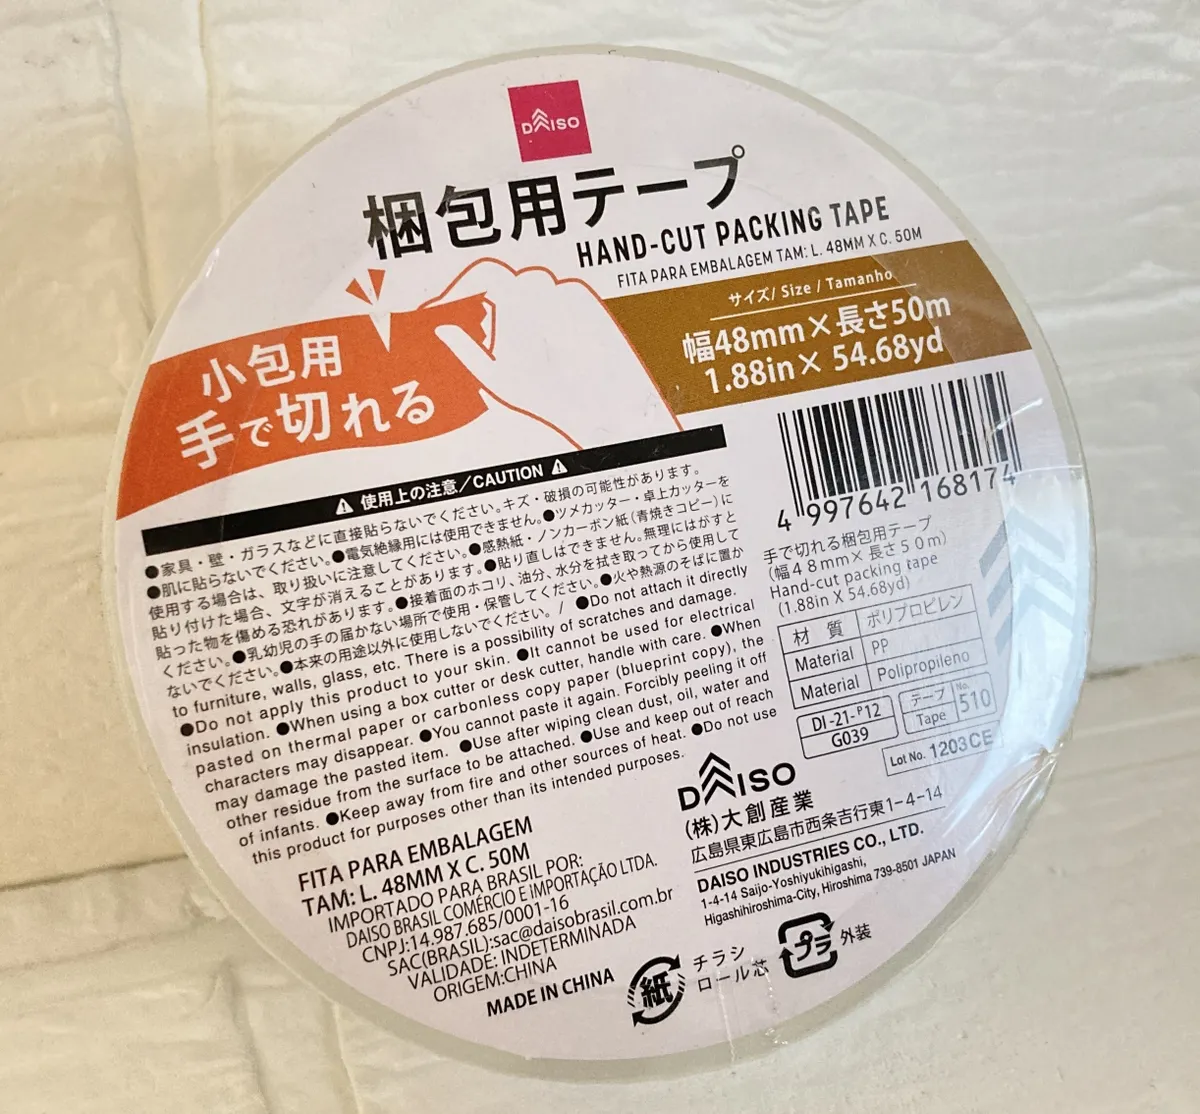 DAISO
梱包用テープ
HAND-CUT PACKING TAPE
FITA PARA EMBALAGEM TAM: L. 48MM X C. 50M
サイズ/ Size / Tamanho
幅48mm×長さ50m
1.88in × 54.68yd
小包用
手で切れる
使用上の注意/CAUTION
●家具・壁・ガラスなどに直接貼らないでください。キズ・破損の可能性があります。
●肌に貼らないでください。●電気絶縁用には使用できません。●ツメカッター・卓上カッターを
使用する場合は、取り扱いに注意してください。●感熱紙・ノンカーボン紙(青焼きコピー)に
貼り付けた場合、文字が消えることがあります。●貼り直しはできません。無理にはがすと
貼った物を傷める恐れがあります。●接着面のホコリ、油分、水分を拭き取ってから使用して
ください。●乳幼児の手の届かない場所で使用・保管してください。●火や熱源のそばに置か
ないでください。●本来の用途以外に使用しないでください。 / ●Do not attach it directly
to furniture, walls, glass, etc. There is a possibility of scratches and damage.
●Do not apply this product to your skin. ●It cannot be used for electrical
insulation. ●When using a box cutter or desk cutter, handle with care. ●When
pasted on thermal paper or carbonless copy paper (blueprint copy), the
characters may disappear. ●You cannot paste it again. Forcibly peeling it off
may damage the pasted item. ●Use after wiping clean dust, oil, water and
other residue from the surface to be attached. ●Use and keep out of reach
of infants. ●Keep away from fire and other sources of heat. ●Do not use
this product for purposes other than its intended purposes.
4 997642 168174
手で切れる梱包用テープ
(幅48mm×長さ50m)
Hand-cut packing tape
(1.88in X 54.68yd)
材 質 ポリプロピレン
Material PP
Material Polipropileno
DI-21-P12
G039
テープ
Tape
No.
510
Lot No. 1203CE
FITA PARA EMBALAGEM
TAM: L. 48MM X C. 50M
IMPORTADO PARA BRASIL POR:
DAISO BRASIL COMÉRCIO E IMPORTAÇÃO LTDA.
CNPJ:14.987.685/0001-16
SAC(BRASIL):sac@daisobrasil.com.br
VALIDADE: INDETERMINADA
ORIGEM:CHINA
MADE IN CHINA
DAISO
(株)大創産業
広島県東広島市西条吉行東1-4-14
DAISO INDUSTRIES CO., LTD.
1-4-14 Saijo-Yoshiyukihigashi,
Higashihiroshima-City, Hiroshima 739-8501 JAPAN
紙
チラシ
ロール芯
プラ
外装